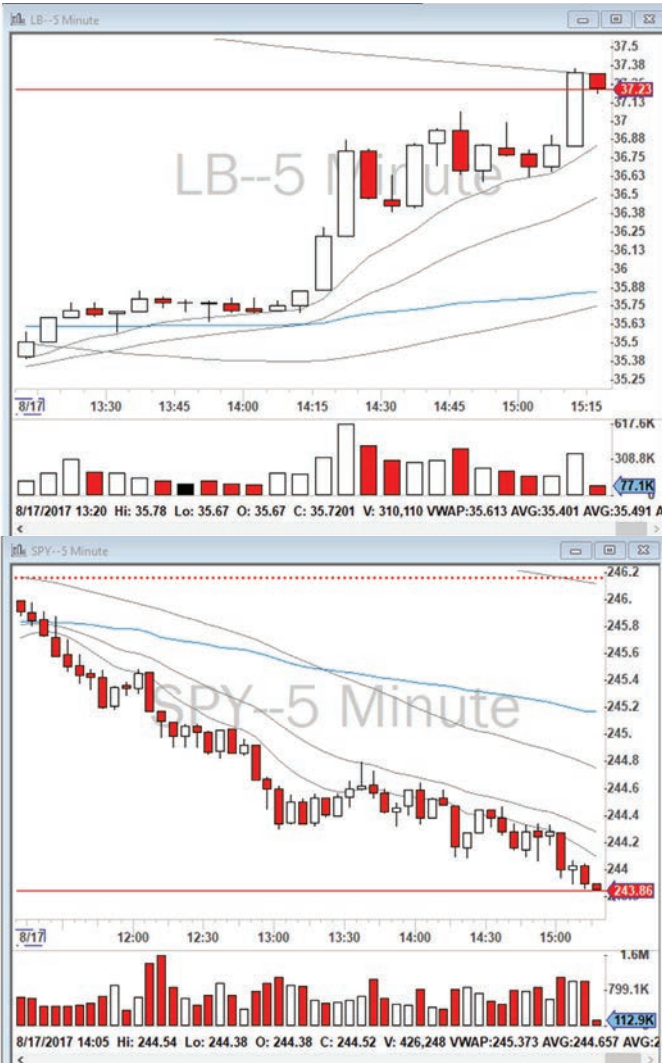 LB--5 Minute
37.5
37.38
37.23
37.13
37
36.88
36.75
36.63
36.5
36.38
36.25
36.13
36
35.88
35.75
35.63
35.5
35.38
35.25
LB--5 Minute
8/17 13:30 13:45 14:00 14:15 14:30 14:45 15:00 15:15
617.6K
308.8K
77.1K
0
8/17/2017 13:20 Hi: 35.78 Lo: 35.67 O: 35.67 C: 35.7201 V: 310,110 VWAP:35.613 AVG:35.401 AVG:35.491 A
SPY--5 Minute
246.2
246.
245.8
245.6
245.4
245.2
245.
244.8
244.6
244.4
244.2
244
243.86
SPY--5 Minute
8/17 12:00 12:30 13:00 13:30 14:00 14:30 15:00
1.6M
799.1K
112.9K
8/17/2017 14:05 Hi: 244.54 Lo: 244.38 O: 244.38 C: 244.52 V: 426,248 VWAP:245.373 AVG:244.657 AVG:2